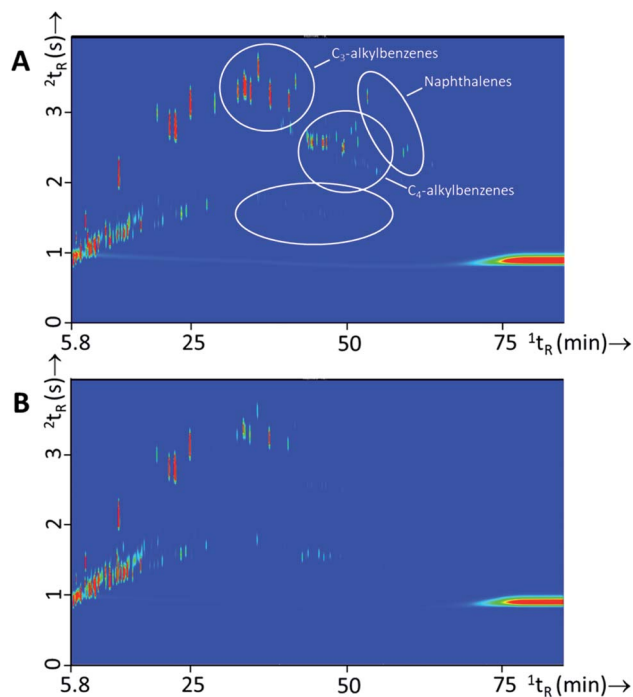 A
²tR(s)→
3
2
1
0
C₃-alkylbenzenes
Naphthalenes
C₄-alkylbenzenes
5.8 25 50 75 ¹tR(min)→
B
²tR(s)→
3
2
1
0
5.8 25 50 75 ¹tR(min)→